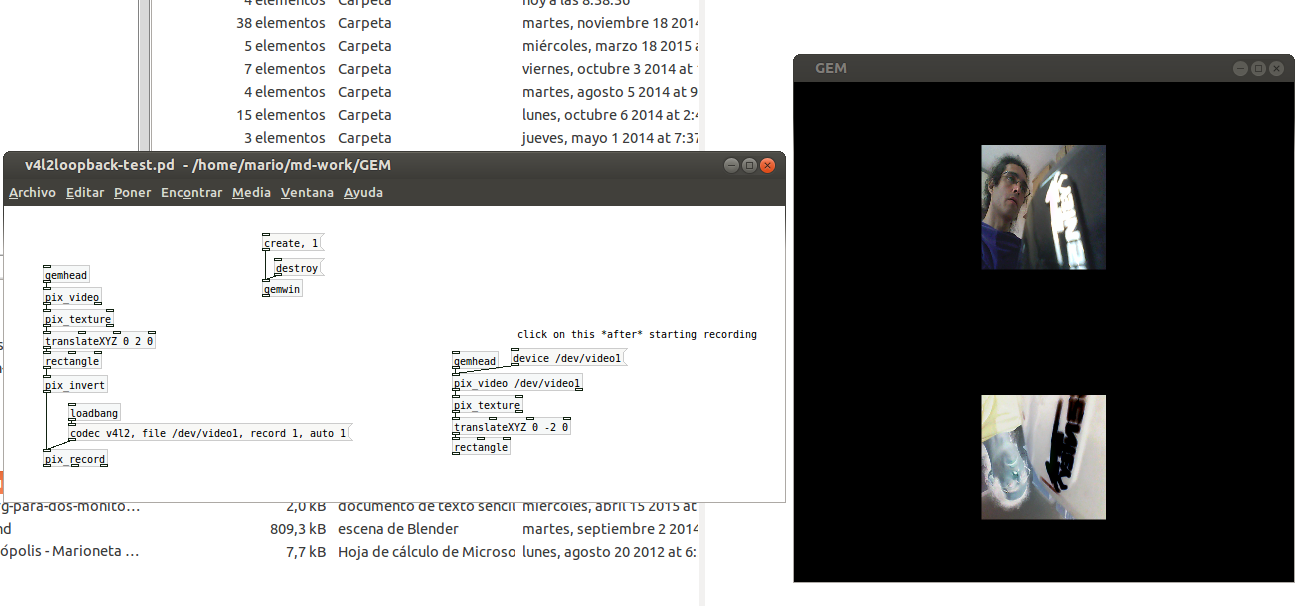 4 elementos Carpeta hoy a las 8:38:36
38 elementos Carpeta martes, noviembre 18 2014
5 elementos Carpeta miércoles, marzo 18 2015 a
7 elementos Carpeta viernes, octubre 3 2014 at
4 elementos Carpeta martes, agosto 5 2014 at 9
15 elementos Carpeta lunes, octubre 6 2014 at 2:4
3 elementos Carpeta jueves, mayo 1 2014 at 7:37
v4l2loopback-test.pd - /home/mario/md-work/GEM
Archivo Editar Poner Encontrar Media Ventana Ayuda
create, 1
destroy
gemwin
gemhead
pix_video
pix_texture
translateXYZ 0 2 0
rectangle
pix_invert
loadbang
codec v4l2, file /dev/video1, record 1, auto 1
pix_record
click on this *after* starting recording
gemhead
device /dev/video1
pix_video /dev/video1
pix_texture
translateXYZ 0 -2 0
rectangle
g-para-dos-monito... 2,0 kB documento de texto sencil miércoles, abril 15 2015 at
nd 809,3 kB escena de Blender martes, septiembre 2 2014
ópolis - Marioneta ... 7,7 kB Hoja de cálculo de Microso lunes, agosto 20 2012 at 6:
GEM